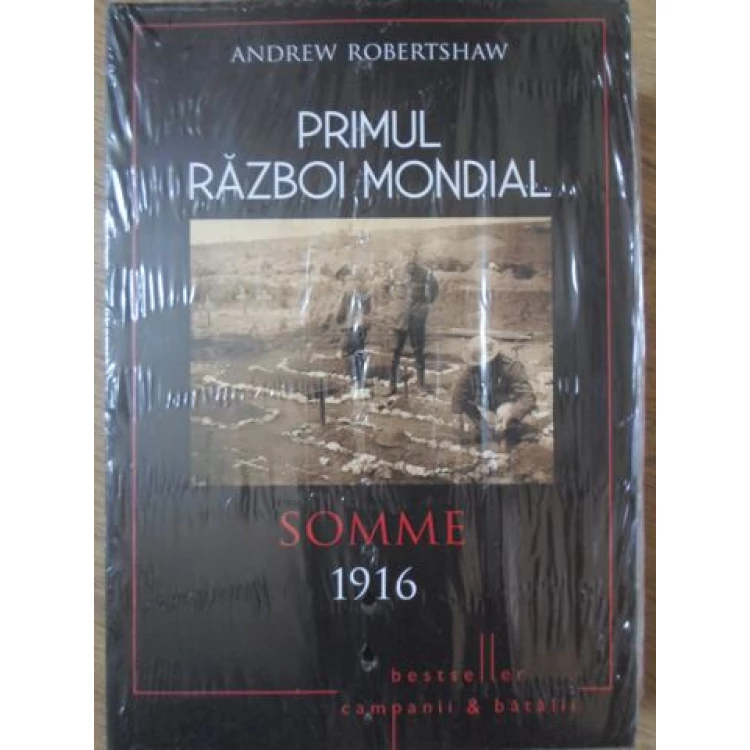 ANDREW ROBERTSHAW
PRIMUL
RĂZBOI MONDIAL
SOMME
1916
bestseller
campanii & bătălii